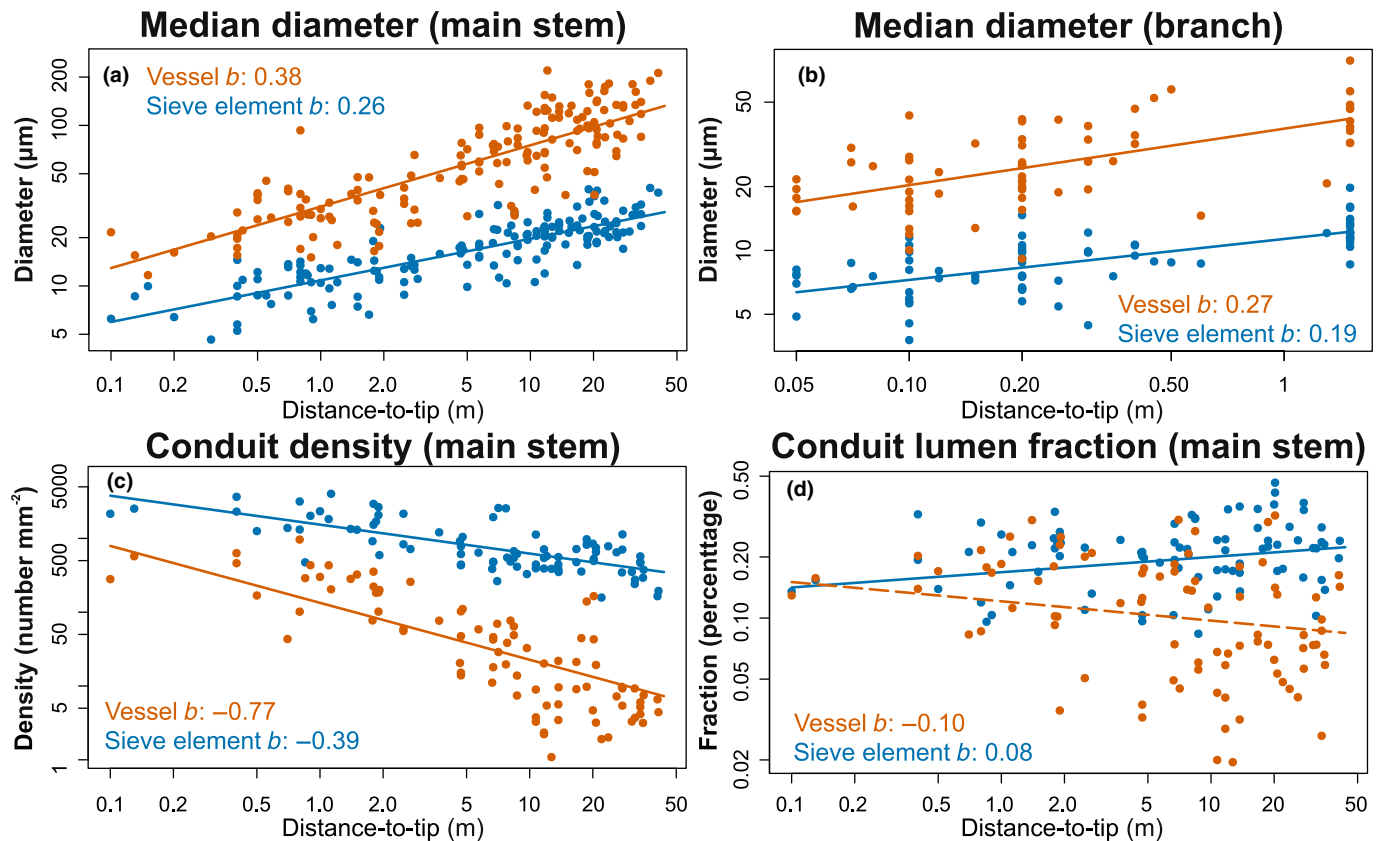 Median diameter (main stem)
(a)
Vessel b: 0.38
Sieve element b: 0.26
Diameter (µm)
200
100
50
20
10
5
0.1 0.2 0.5 1.0 2.0 5 10 20 50
Distance-to-tip (m)
Median diameter (branch)
(b)
Diameter (µm)
50
20
10
5
Vessel b: 0.27
Sieve element b: 0.19
0.05 0.10 0.20 0.50 1
Distance-to-tip (m)
Conduit density (main stem)
(c)
Density (number mm⁻²)
5000
500
50
5
1
Vessel b: –0.77
Sieve element b: –0.39
0.1 0.2 0.5 1.0 2.0 5 10 20 50
Distance-to-tip (m)
Conduit lumen fraction (main stem)
(d)
Fraction (percenttage)
0.50
0.20
0.10
0.05
0.02
Vessel b: –0.10
Sieve element b: 0.08
0.1 0.2 0.5 1.0 2.0 5 10 20 50
Distance-to-tip (m)